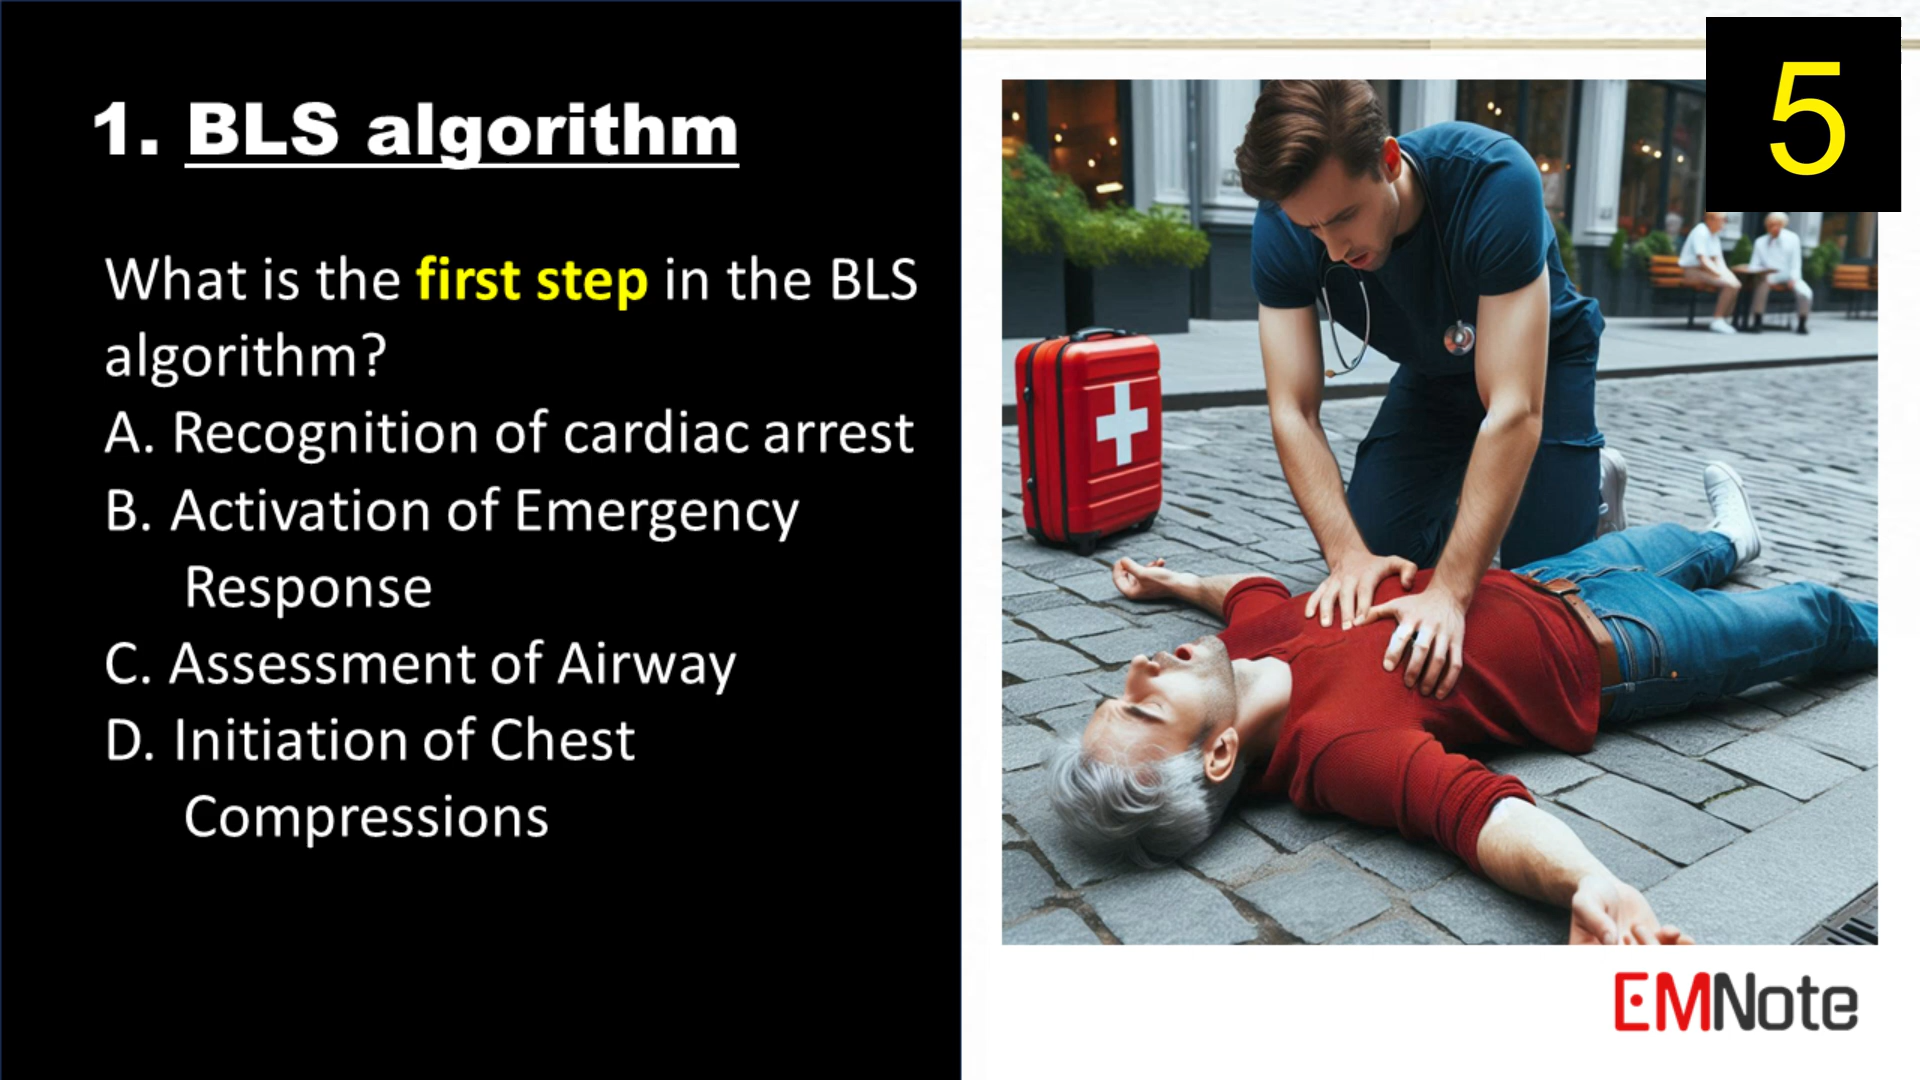 1. BLS algorithm
What is the first step in the BLS
algorithm?
A. Recognition of cardiac arrest
B. Activation of Emergency
Response
C. Assessment of Airway
D. Initiation of Chest
Compressions
5
EMNote